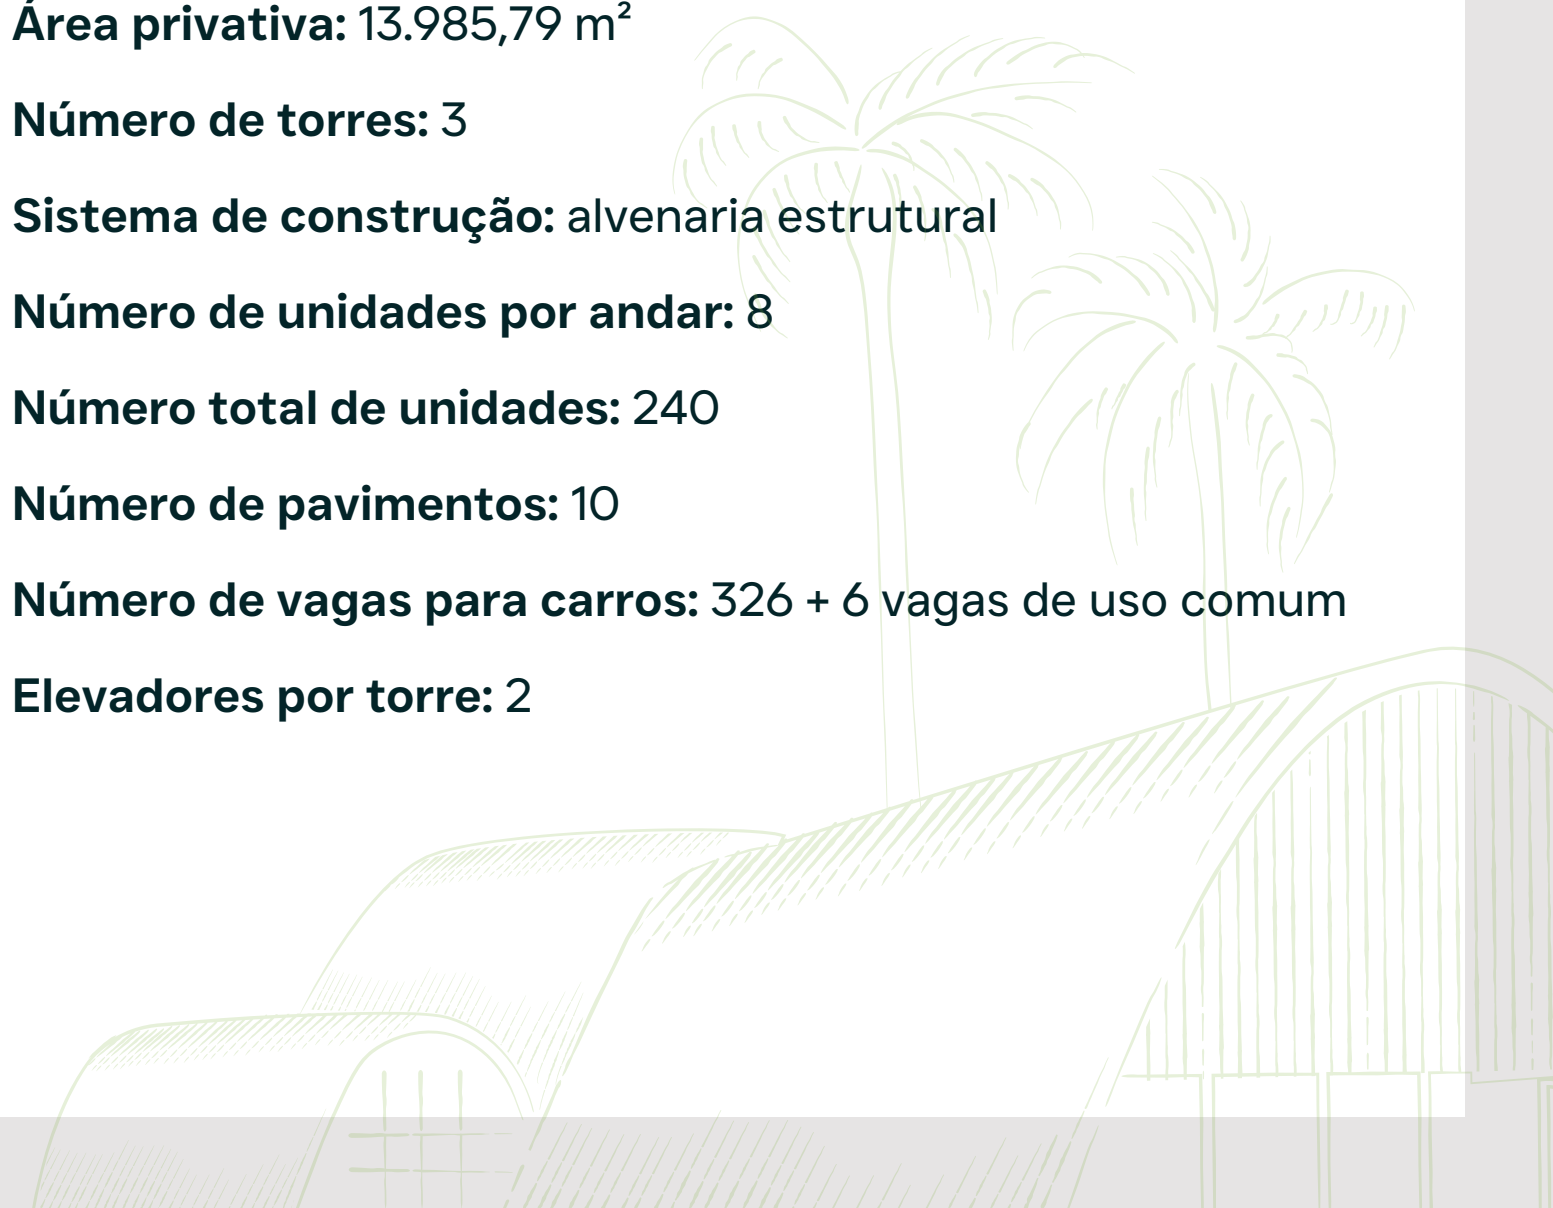 Área privativa: 13.985,79 m²
Número de torres: 3
Sistema de construção: alvenaria estrutural
Número de unidades por andar: 8
Número total de unidades: 240
Número de pavimentos: 10
Número de vagas para carros: 326 + 6 vagas de uso comum
Elevadores por torre: 2